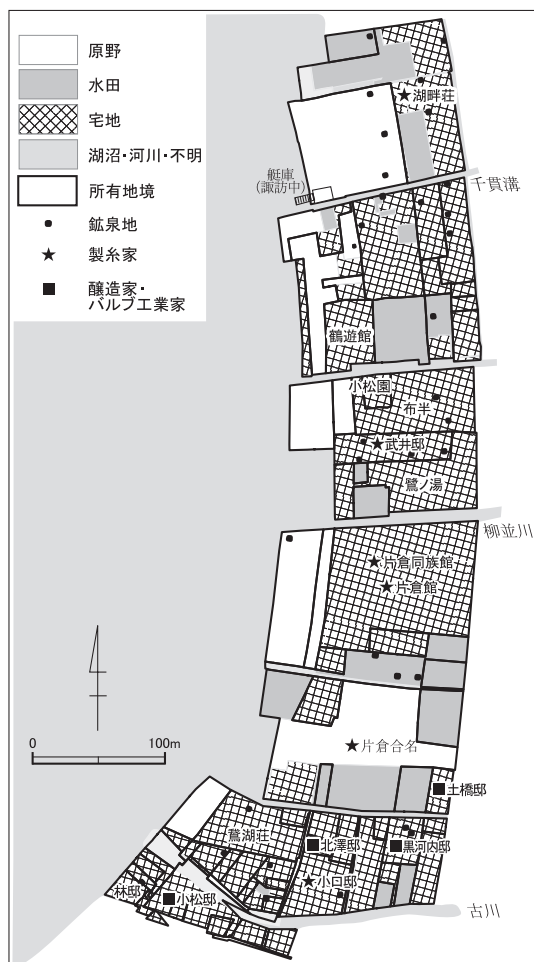 原野
水田
宅地
湖沼・河川・不明
所有地境
鉱泉地
製糸家
醸造家・
バルブ工業家
湖畔荘
千貫溝
艇庫
(諏訪中)
鶴遊館
小松園
布半
武井邸
鷺ノ湯
柳並川
片倉同族館
片倉館
0
100m
片倉合名
土橋邸
鷺湖荘
北澤邸
黒河内邸
小口邸
林邸
小松邸
古川